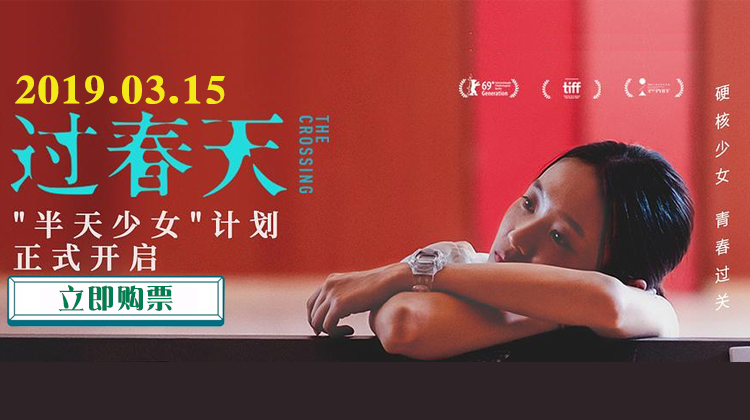 2019.03.15
过春天
THE
CROSSING
"半天少女"计划
正式开启
立即购票
69
Generation
tiff
硬核少女 青春过关